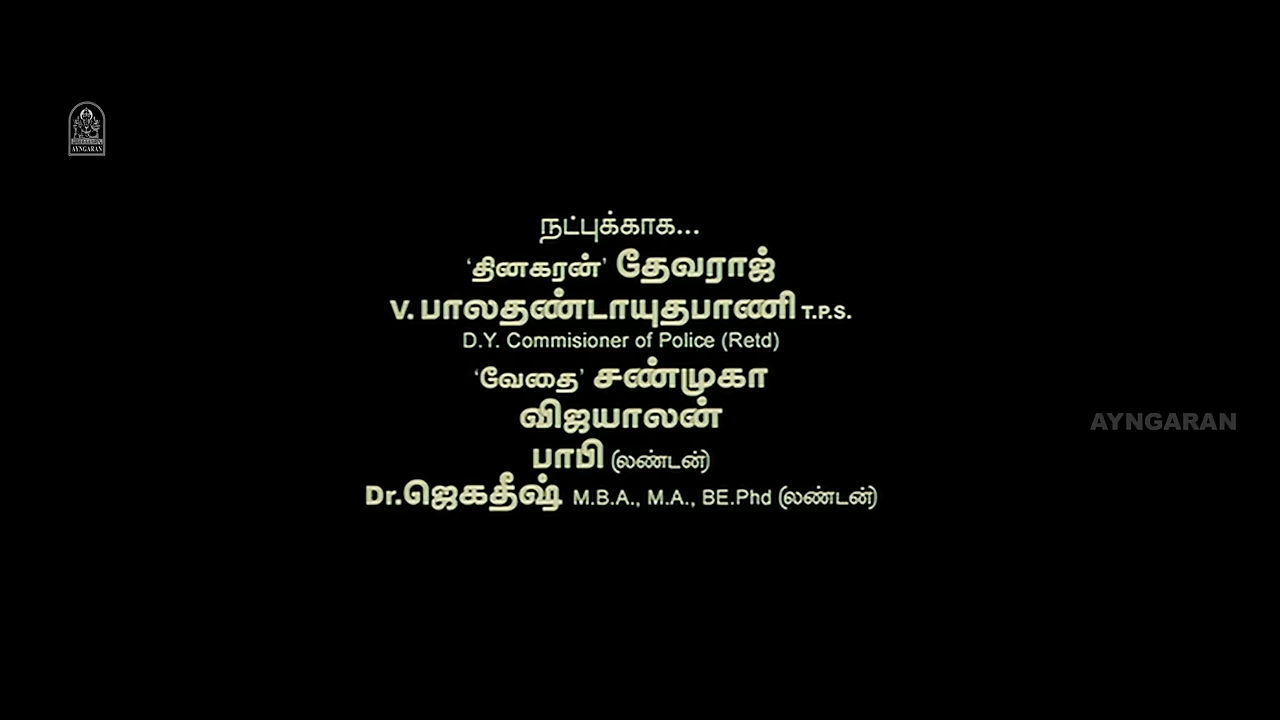 AYNGARAN
நட்புக்காக...
‘தினகரன்’ தேவராஜ்
V. பாலதண்டாயுதபாணி T.P.S.
D.Y. Commisioner of Police (Retd)
‘வேதை’ சண்முகா
விஜயாலன்
AYNGARAN
பாபி (லண்டன்)
Dr.ஜெகதீஷ் M.B.A., M.A., BE.Phd (லண்டன்)